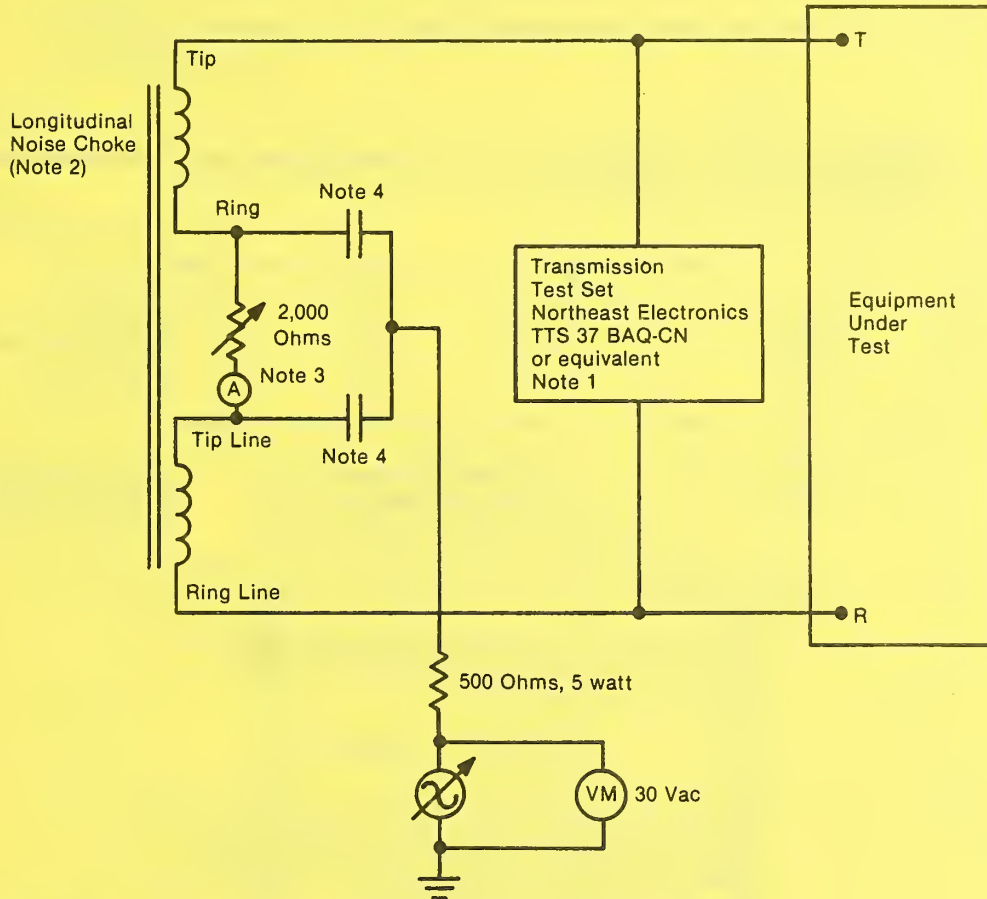 Tip
T
Longitudinal
Noise Choke
(Note 2)
Note 4
Ring
2,000
Ohms
Note 3
A
Tip Line
Note 4
Transmission
Test Set
Northeast Electronics
TTS 37 BAQ-CN
or equivalent
Note 1
Equipment
Under
Test
Ring Line
R
500 Ohms, 5 watt
VM
30 Vac